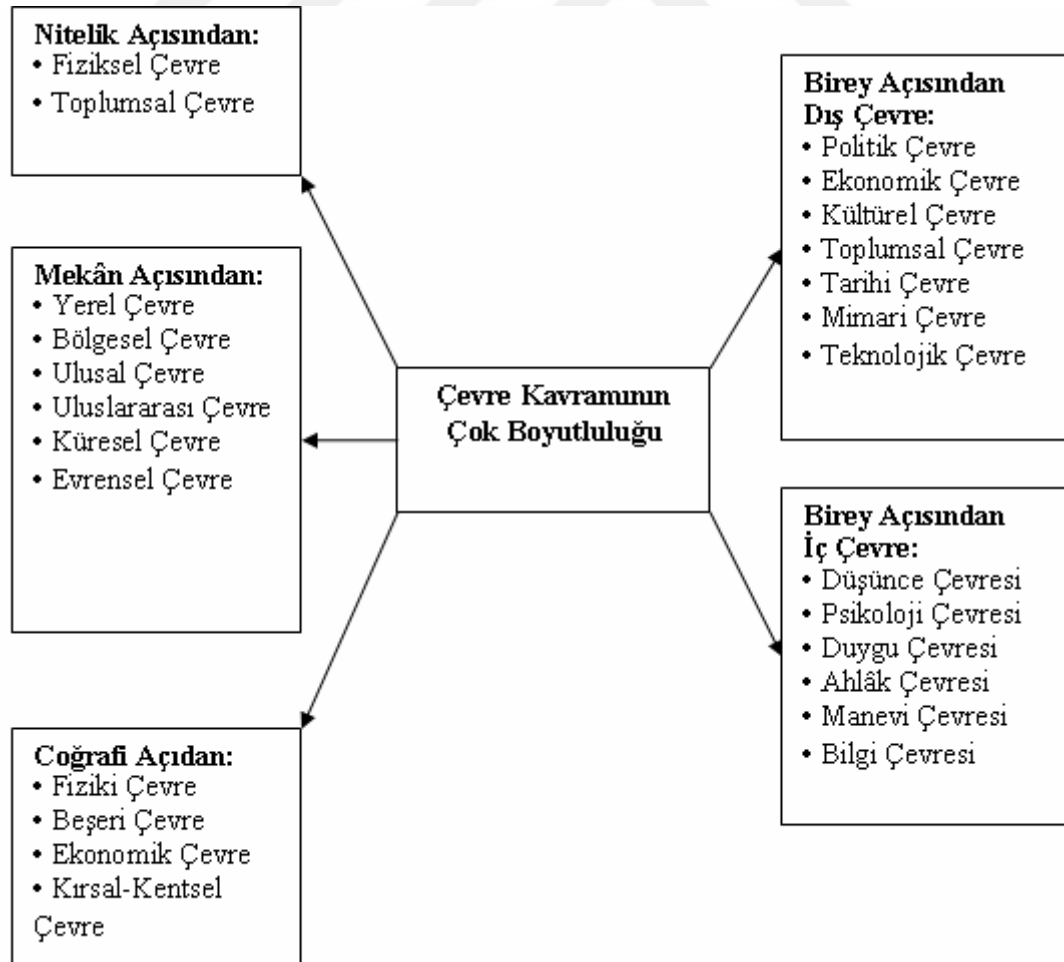 Nitelik Açısından:
• Fiziksel Çevre
• Toplumsal Çevre
Mekân Açısından:
• Yerel Çevre
• Bölgesel Çevre
• Ulusal Çevre
• Uluslararası Çevre
• Küresel Çevre
• Evrensel Çevre
Coğrafi Açıdan:
• Fiziki Çevre
• Beşeri Çevre
• Ekonomik Çevre
• Kırsal-Kentsel
Çevre
Çevre Kavramının
Çok Boyutluluğu
Birey Açısından
Dış Çevre:
• Politik Çevre
• Ekonomik Çevre
• Kültürel Çevre
• Toplumsal Çevre
• Tarihi Çevre
• Mimari Çevre
• Teknolojik Çevre
Birey Açısından
İç Çevre:
• Düşünce Çevresi
• Psikoloji Çevresi
• Duygu Çevresi
• Ahlâk Çevresi
• Manevi Çevresi
• Bilgi Çevresi